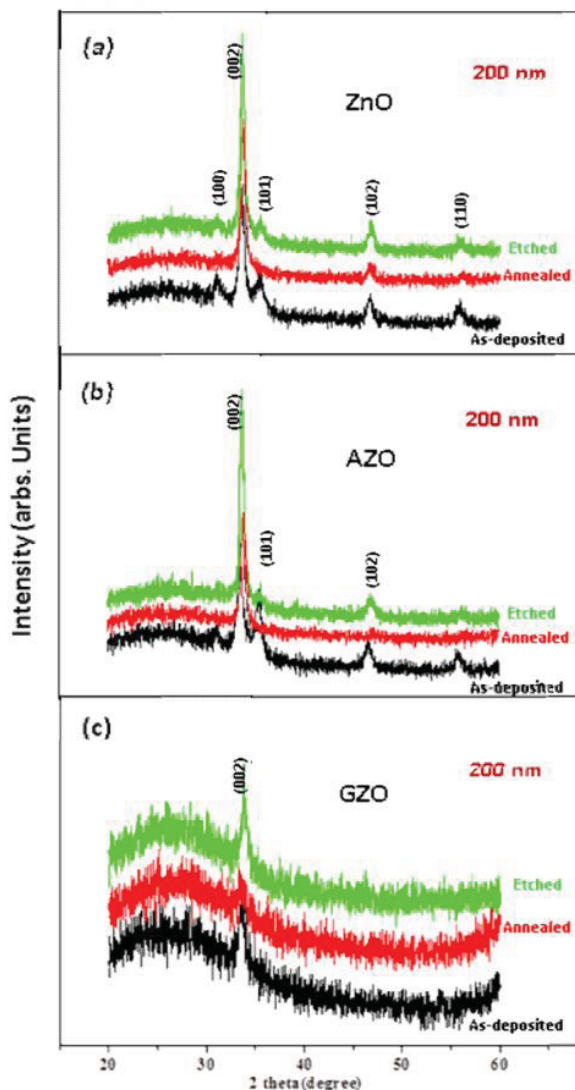 (a)
(002)
200 nm
ZnO
(100)
(101)
(102)
(110)
Etched
Annealed
As-deposited
(b)
(002)
200 nm
AZO
(101)
(102)
Etched
Annealed
As-deposited
Intensity (arbs. Units)
(c)
(002)
200 nm
GZO
Etched
Annealed
As-deposited
20 30 40 50 60
2 theta (degree)